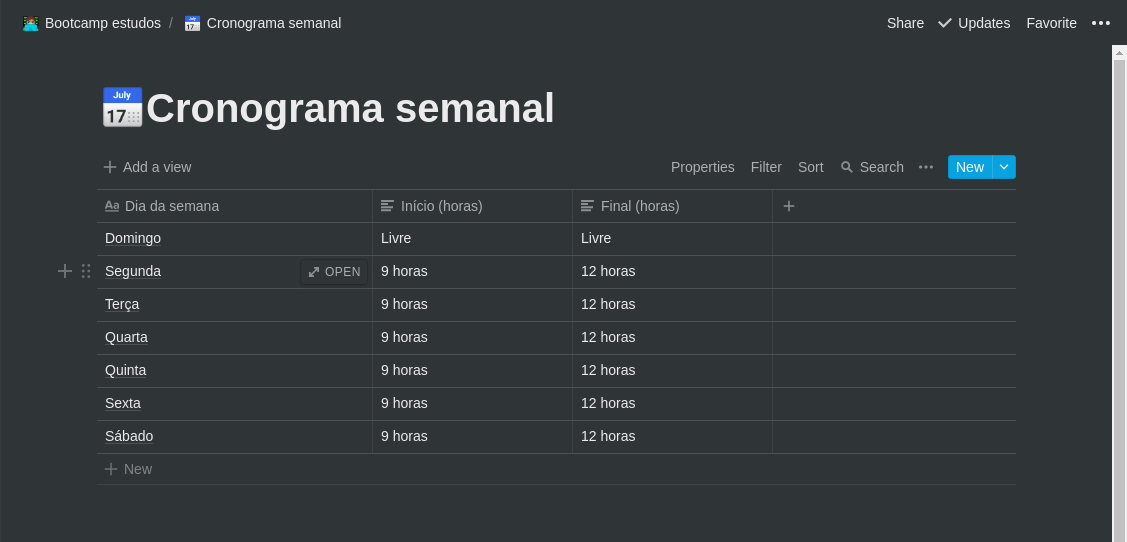 Bootcamp estudos / Cronograma semanal Share Updates Favorite
July 17 Cronograma semanal
Add a view Properties Filter Sort Search New
Aa Dia da semana Início (horas) Final (horas)
Domingo Livre Livre
Segunda OPEN 9 horas 12 horas
Terça 9 horas 12 horas
Quarta 9 horas 12 horas
Quinta 9 horas 12 horas
Sexta 9 horas 12 horas
Sábado 9 horas 12 horas
New